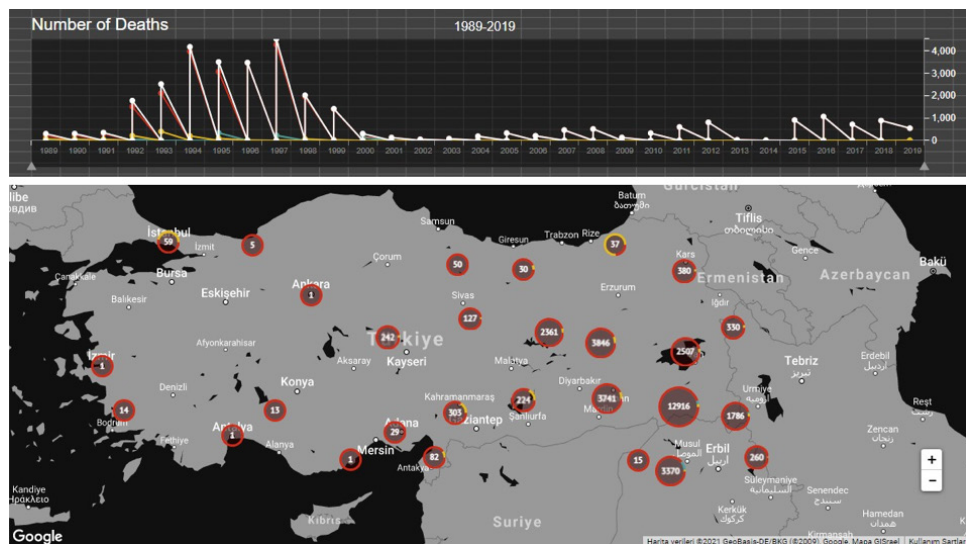 Number of Deaths
1989-2019
4,000
3,000
2,000
1,000
0
1989 1990 1991 1992 1993 1994 1995 1996 1997 1998 1999 2000 2001 2002 2003 2004 2005 2006 2007 2008 2009 2010 2011 2012 2013 2014 2015 2016 2017 2018 2019
Gürcistan
Batum
ბათუმი
Tiflis
თბილისი
Samsun
Giresun
Trabzon
Rize
37
Kars
380
Gence
Bakü
İstanbul
59
İzmit
5
Çanakkale
Bursa
Balıkesir
Eskişehir
Ankara
1
Çorum
50
30
Sivas
127
Erzurum
Ermenistan
Azerbaycan
Iğdır
330
İzmir
1
Afyonkarahisar
242
Türkiye
Aksaray
Kayseri
2361
3846
2507
Malatya
Tebriz
تبریز
Erdebil
اردبیل
Denizli
Konya
13
14
Bodrum
Fethiye
Antalya
1
Alanya
Kahramanmaraş
303
Gaziantep
224
Şanlıurfa
Diyarbakır
3741
12916
1786
Urmiye
ارومیه
Reşt
رشت
Zencan
زنجان
Adana
29
Mersin
1
82
Antakya
15
Musul
الموصل
3370
Erbil
أربيل
260
Süleymaniye
السليمانية
Kerkük
كركوك
Senendec
سنندج
Hamedan
همدان
Kirmanşah
Kandiye
Ηράκλειο
Kıbrıs
Suriye
+
−
Google
Harita verileri ©2021 GeoBasis-DE/BKG (©2009), Google, Mapa GISrael
Kullanım Şartları